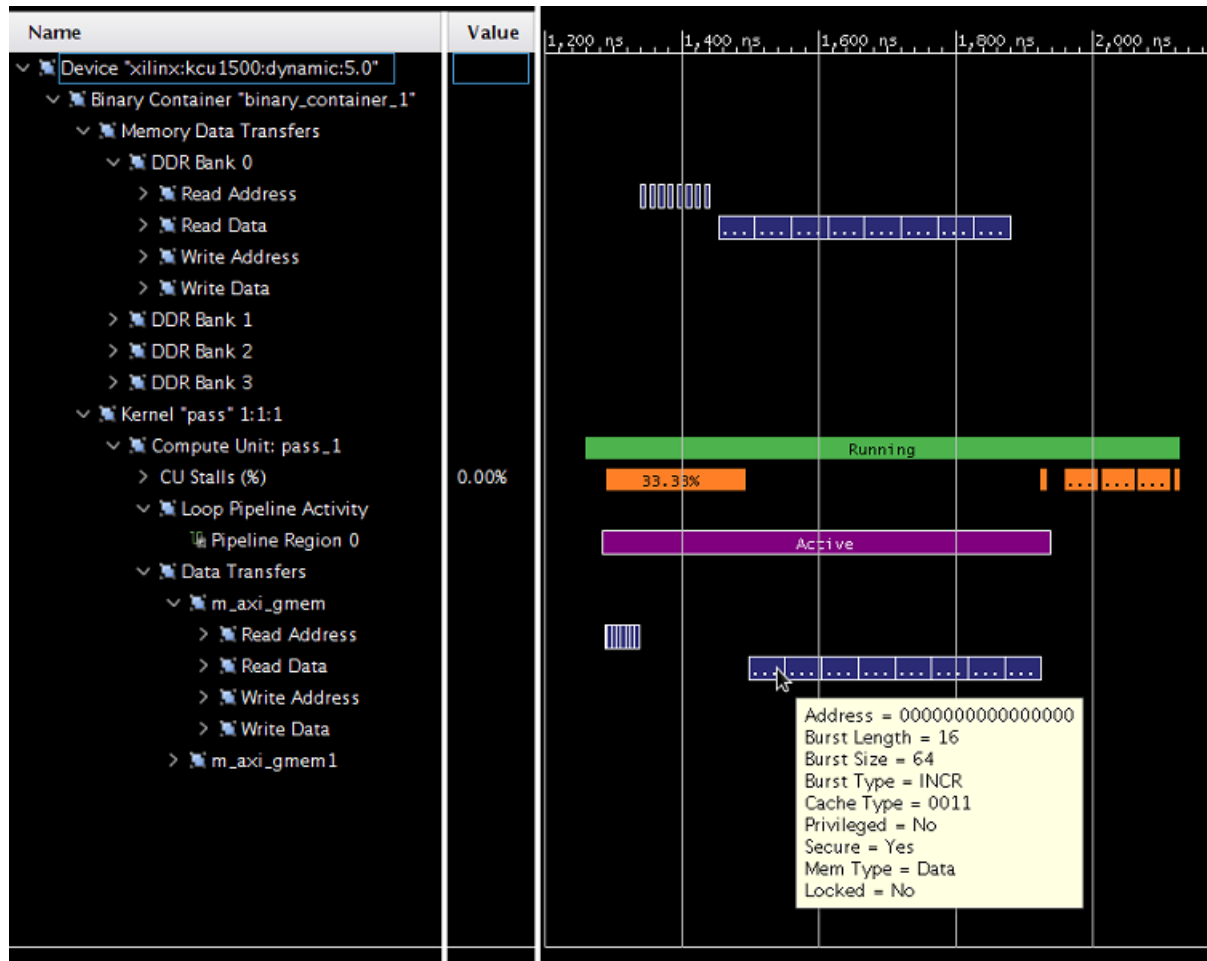 Name Value
1,200 ns 1,400 ns 1,600 ns 1,800 ns 2,000 ns
Device "xilinx:kcu1500:dynamic:5.0"
Binary Container "binary_container_1"
Memory Data Transfers
DDR Bank 0
Read Address
Read Data ... ... ... ... ... ... ... ...
Write Address
Write Data
DDR Bank 1
DDR Bank 2
DDR Bank 3
Kernel "pass" 1:1:1
Compute Unit: pass_1 Running
CU Stalls (%) 0.00% 33.33% ... ... ...
Loop Pipeline Activity
Pipeline Region 0 Active
Data Transfers
m_axi_gmem
Read Address
Read Data ... ... ... ... ... ... ... ...
Write Address
Write Data
m_axi_gmem1
Address = 0000000000000000
Burst Length = 16
Burst Size = 64
Burst Type = INCR
Cache Type = 0011
Privileged = No
Secure = Yes
Mem Type = Data
Locked = No